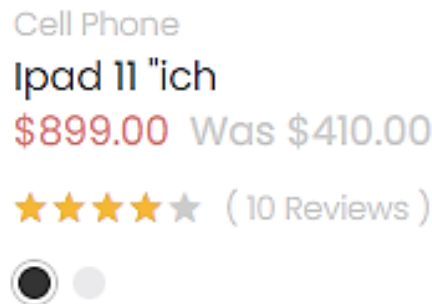 Cell Phone
Ipad 11 "ich
$899.00 Was $410.00
( 10 Reviews )